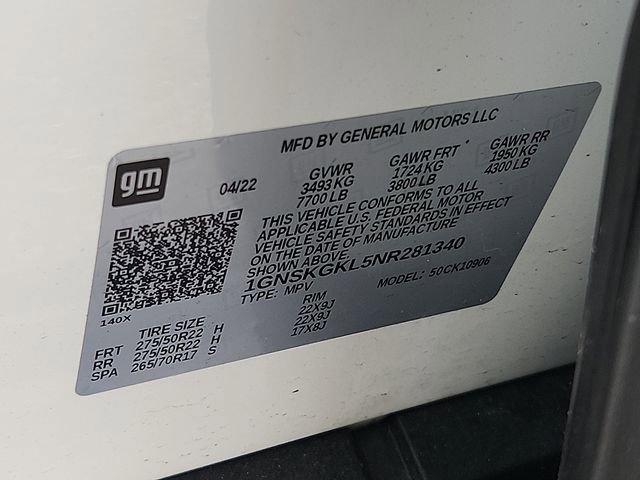 gm
MFD BY GENERAL MOTORS LLC
04/22
GVWR GAWR FRT * GAWR RR
3493 KG 1724 KG 1950 KG
7700 LB 3800 LB 4300 LB
THIS VEHICLE CONFORMS TO ALL
APPLICABLE U.S. FEDERAL MOTOR
VEHICLE SAFETY STANDARDS IN EFFECT
ON THE DATE OF MANUFACTURE
SHOWN ABOVE.
1GNSKGKL5NR281340
TYPE: MPV MODEL: 50CK10906
140X
TIRE SIZE RIM
FRT 275/50R22 H 22X9J
RR 275/50R22 H 22X9J
SPA 265/70R17 S 17X8J